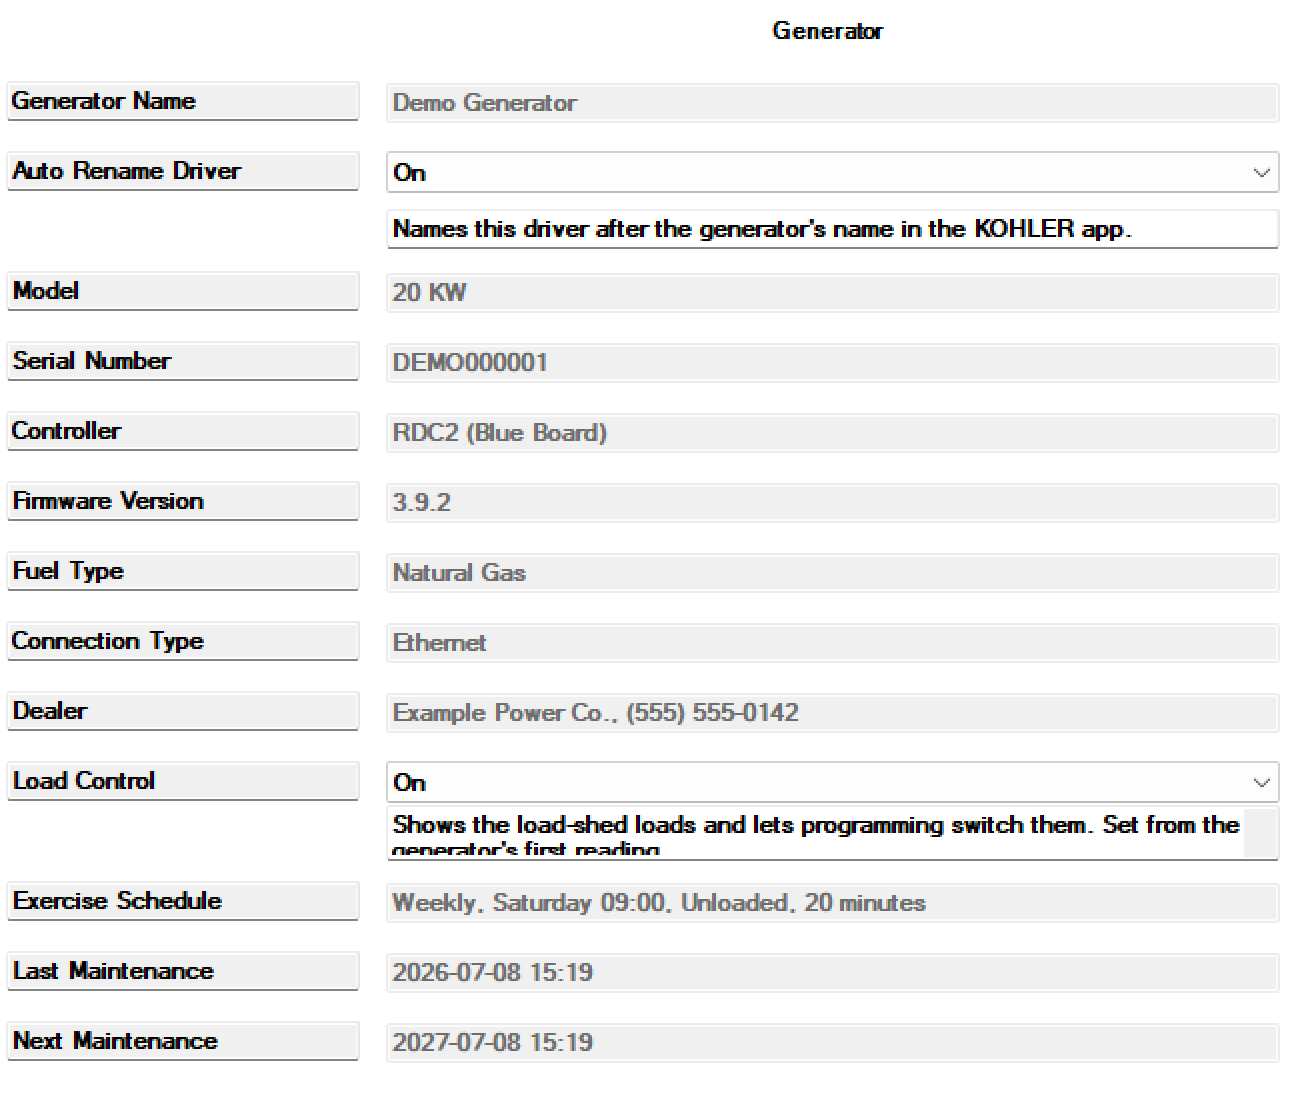 Generator
Generator Name
Demo Generator
Auto Rename Driver
On
Names this driver after the generator's name in the KOHLER app.
Model
20 KW
Serial Number
DEMO000001
Controller
RDC2 (Blue Board)
Firmware Version
3.9.2
Fuel Type
Natural Gas
Connection Type
Ethernet
Dealer
Example Power Co., (555) 555-0142
Load Control
On
Shows the load-shed loads and lets programming switch them. Set from the
generator's first reading
Exercise Schedule
Weekly, Saturday 09:00, Unloaded, 20 minutes
Last Maintenance
2026-07-08 15:19
Next Maintenance
2027-07-08 15:19